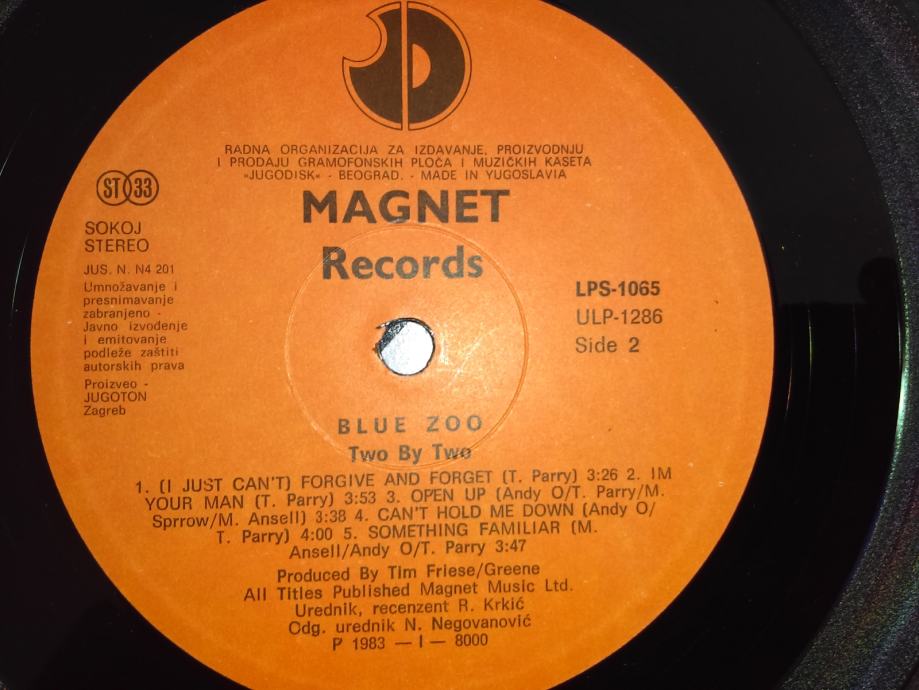 RADNA ORGANIZACIJA ZA IZDAVANJE, PROIZVODNJU
I PRODAJU GRAMOFONSKIH PLOČA I MUZIČKIH KASETA
«JUGODISK« - BEOGRAD. - MADE IN YUGOSLAVIA
MAGNET
Records
ST 33
SOKOJ
STEREO
JUS. N. N4 201
Umnožavanje i
presnimavanje
zabranjeno -
Javno izvođenje
i emitovanje
podleže zaštiti
autorskih prava
Proizveo -
JUGOTON
Zagreb
LPS-1065
ULP-1286
Side 2
BLUE ZOO
Two By Two
1. (I JUST CAN'T) FORGIVE AND FORGET (T. Parry) 3:26 2. IM
YOUR MAN (T. Parry) 3:53 3. OPEN UP (Andy O/T. Parry/M.
Sprrow/M. Ansell) 3:38 4. CAN'T HOLD ME DOWN (Andy O/
T. Parry) 4:00 5. SOMETHING FAMILIAR (M.
Ansell/Andy O/T. Parry 3:47
Produced By Tim Friese/Greene
All Titles Published Magnet Music Ltd.
Urednik, recenzent R. Krkić
Odg. urednik N. Negovanović
P 1983 — I — 8000